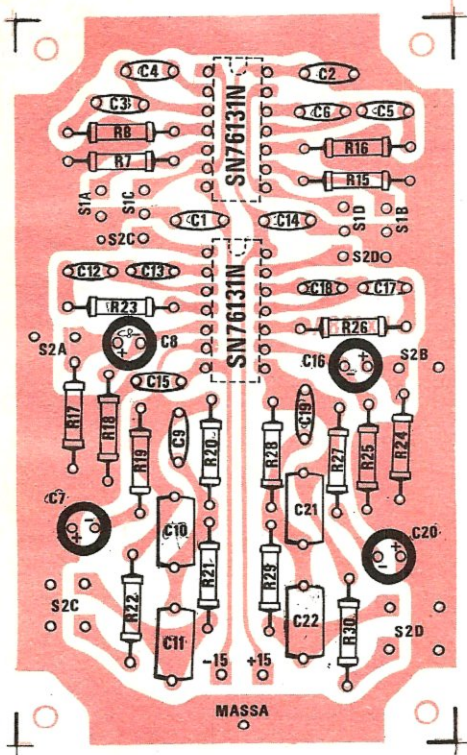 C4
C2
C3
C6
C5
R8
R16
R7
R15
SN76131N
S1A
S1C
S1D
S1B
C1
C14
S2C
S2D
C12
C13
C18
C17
R23
R26
SN76131N
S2A
C8
C8
+
C16
+
-
S2B
C15
R17
R18
R19
C9
R20
R28
C19
R27
R25
R24
C7
+
-
C10
C21
C20
+
-
R21
R29
S2C
R22
C11
C22
R30
S2D
-15
+15
MASSA